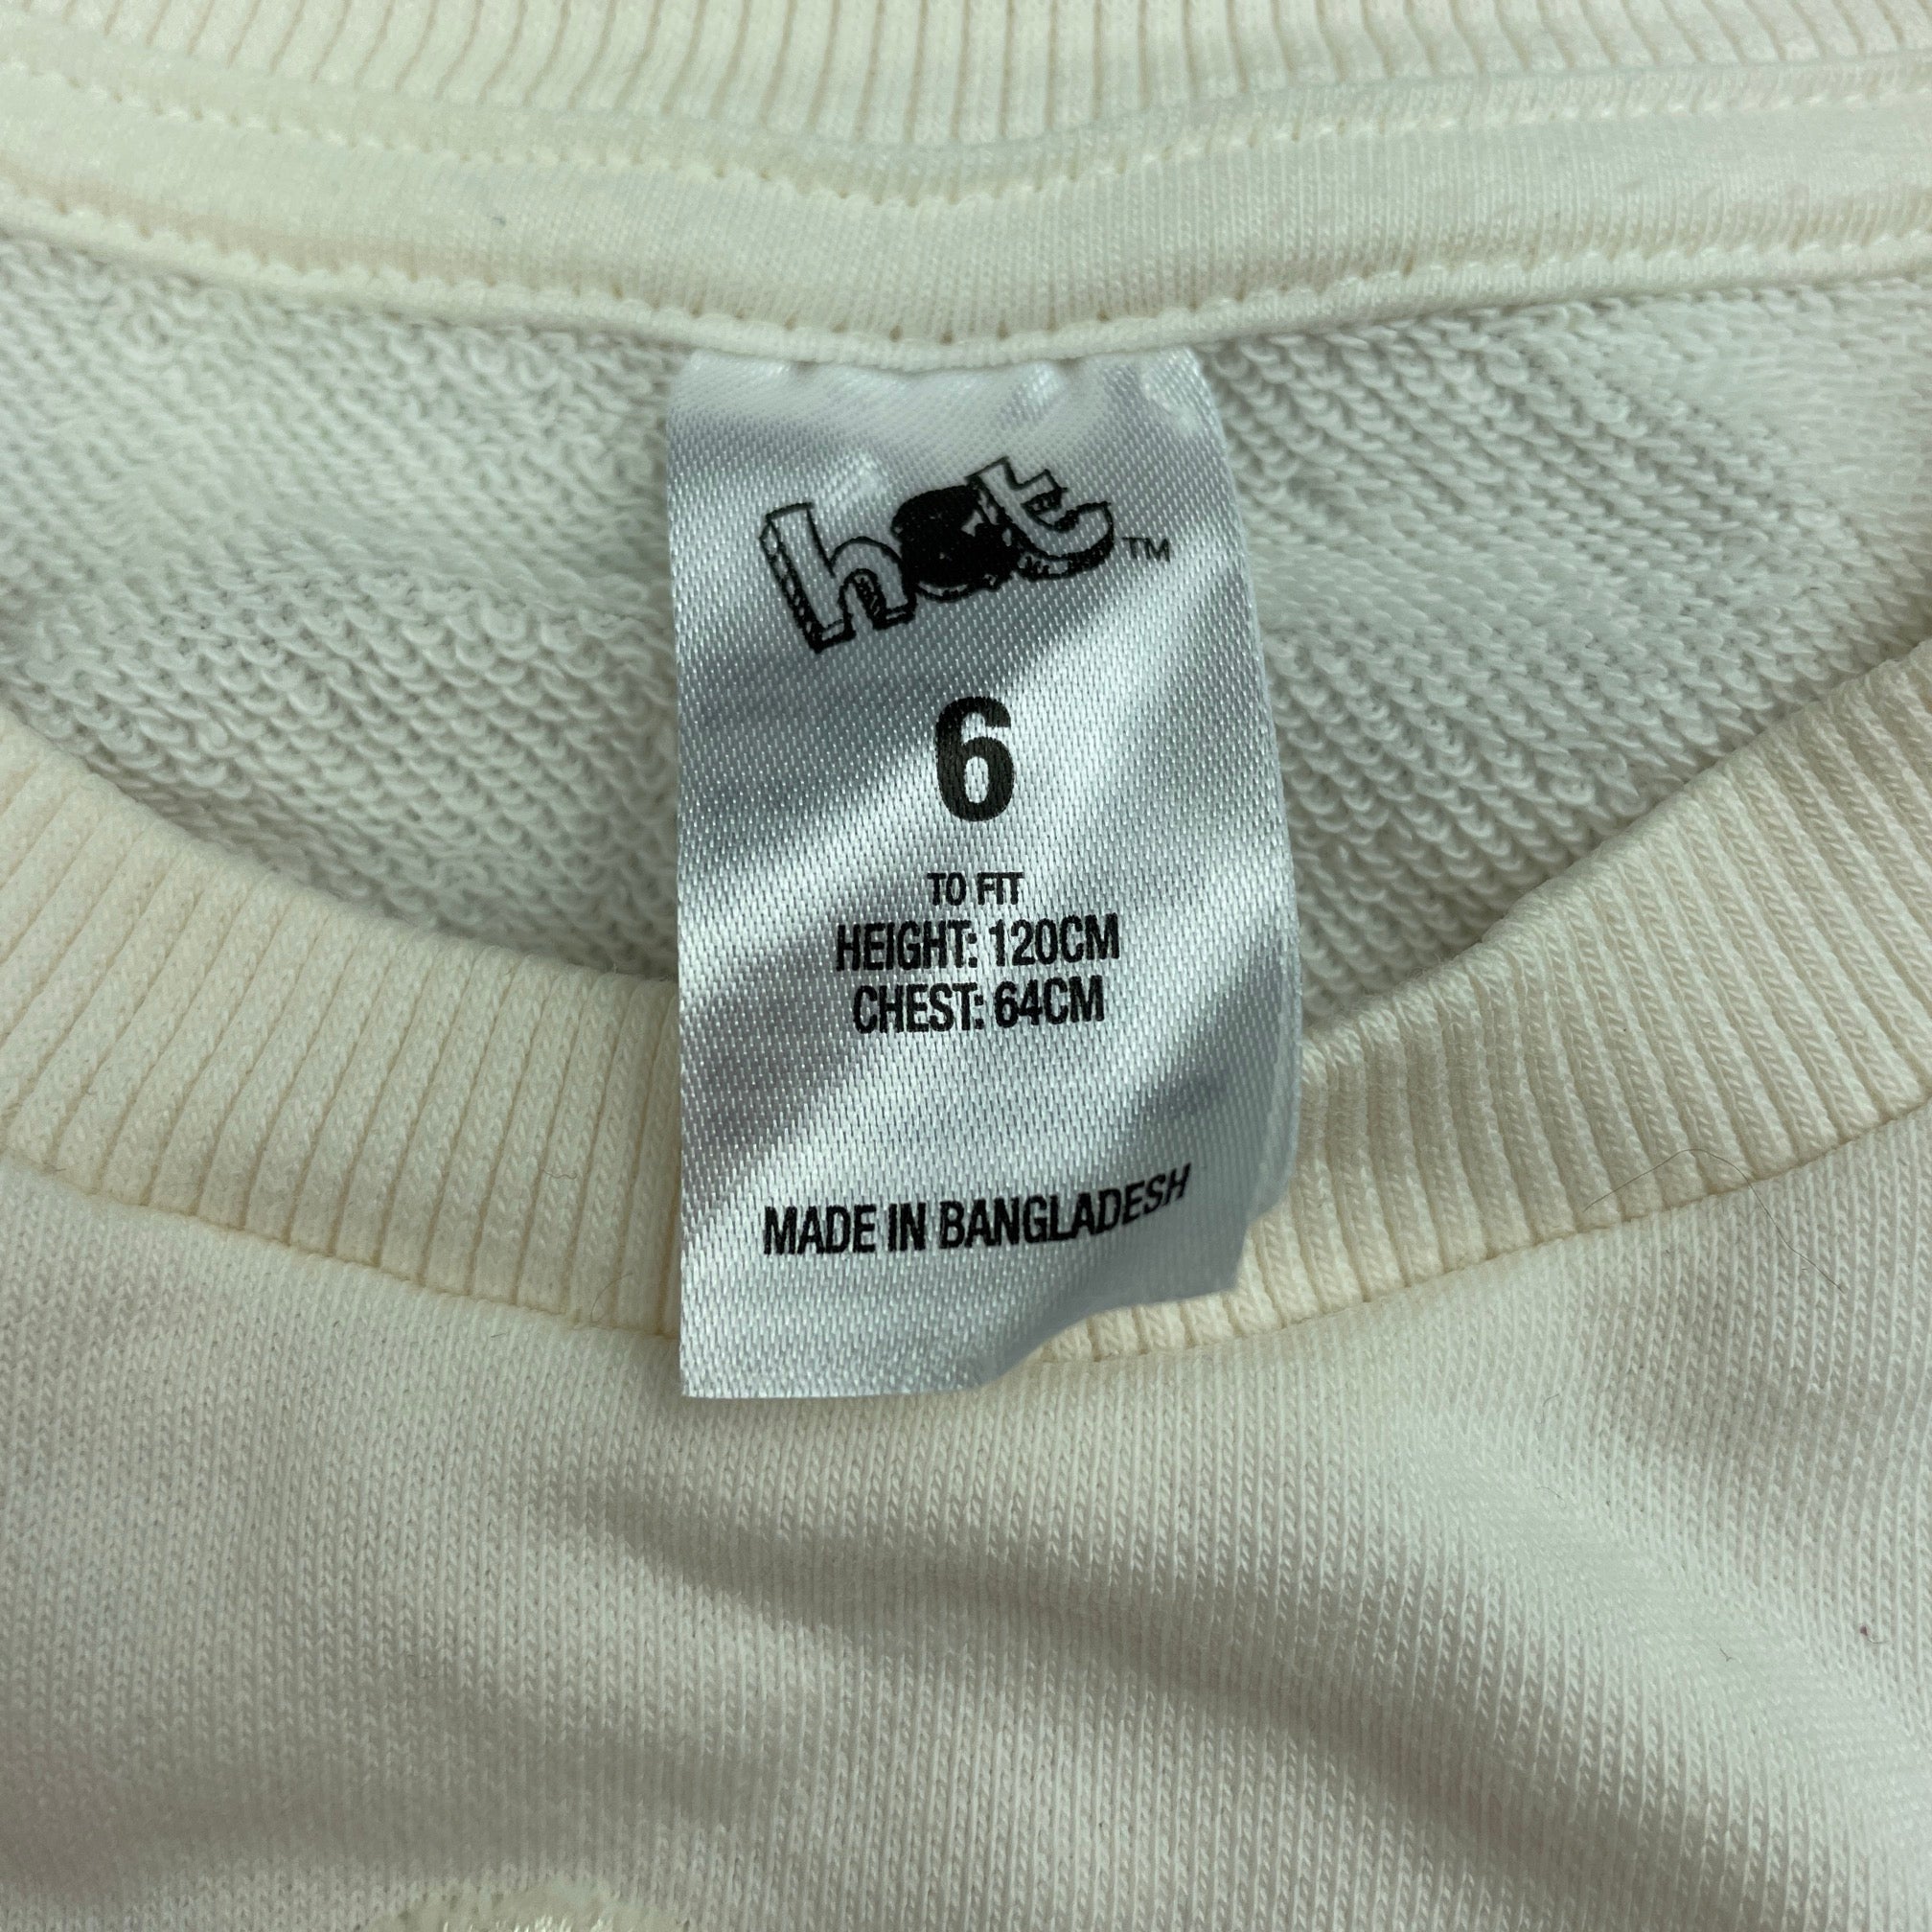 hot™
6
TO FIT
HEIGHT: 120CM
CHEST: 64CM
MADE IN BANGLADESH